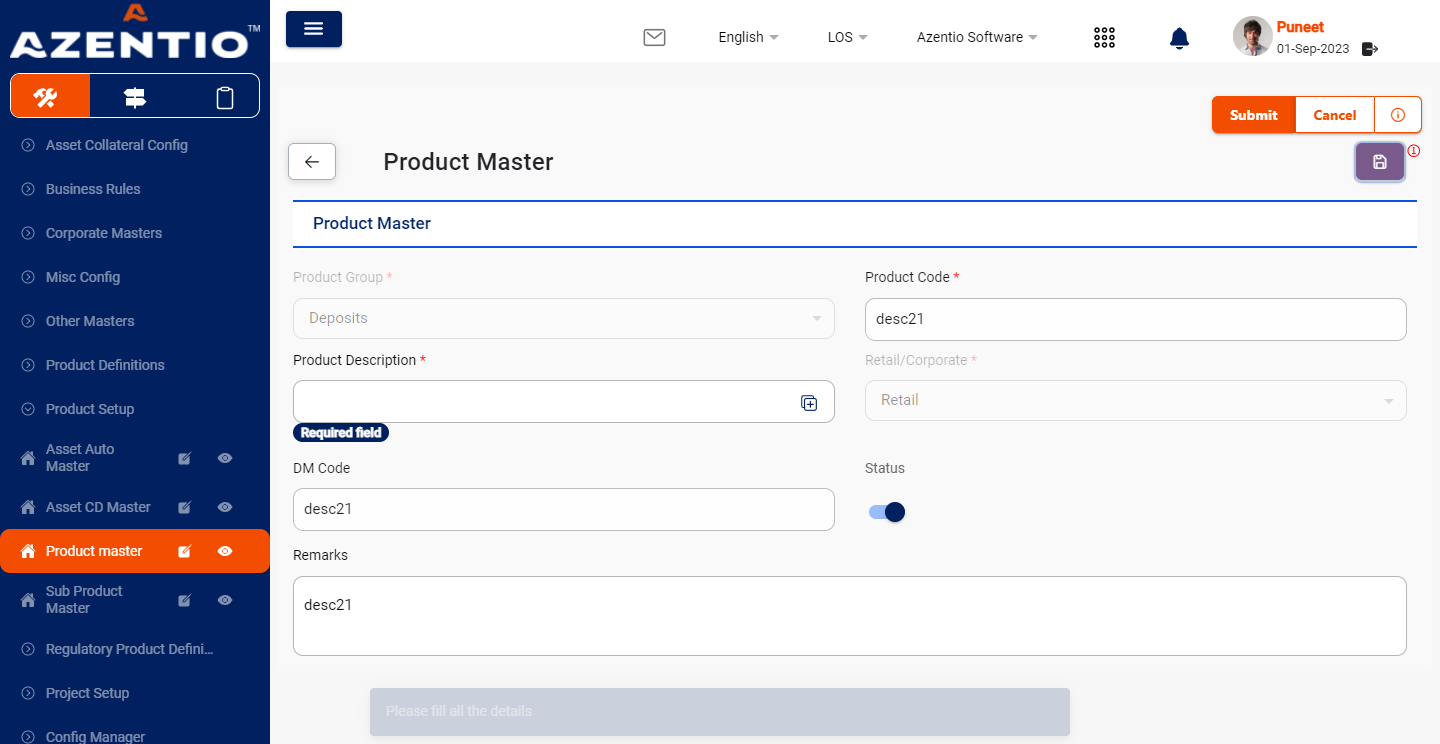 AZENTIO™
English
LOS
Azentio Software
Puneet
01-Sep-2023
Asset Collateral Config
Business Rules
Corporate Masters
Misc Config
Other Masters
Product Definitions
Product Setup
Asset Auto
Master
Asset CD Master
Product master
Sub Product
Master
Regulatory Product Defini...
Project Setup
Config Manager
Submit
Cancel
Product Master
Product Master
Product Group *
Product Code *
Deposits
desc21
Product Description *
Retail/Corporate *
Retail
Required field
DM Code
Status
desc21
Remarks
desc21
Please fill all the details